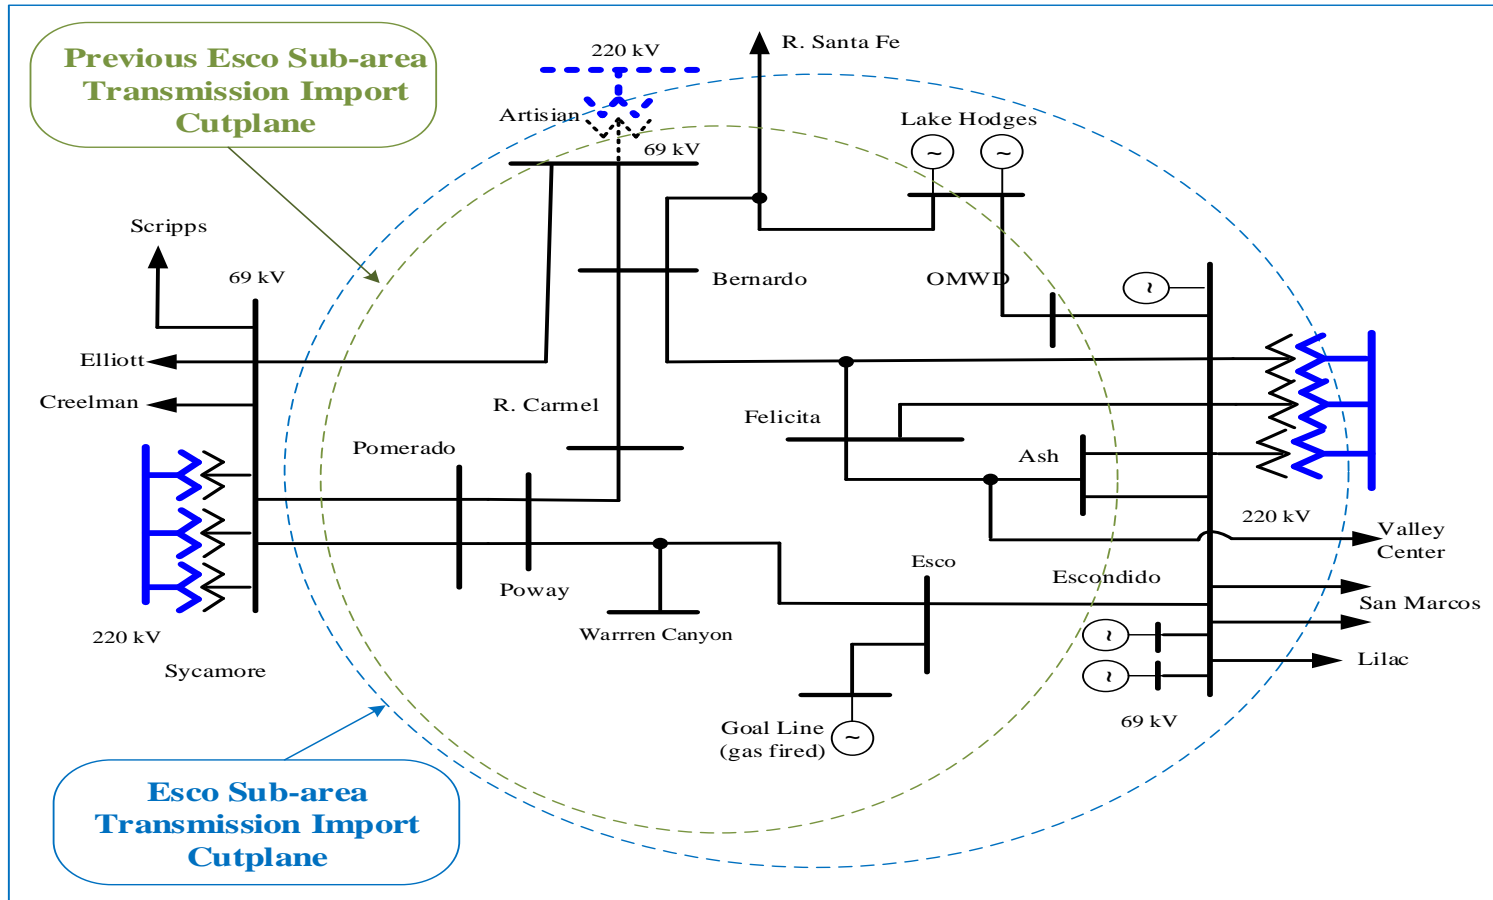 Previous Esco Sub-area
Transmission Import
Cutplane
220 kV
R. Santa Fe
Artisian
69 kV
Lake Hodges
~
~
Scripps
69 kV
Bernardo
OMWD
~
Elliott
Creelman
R. Carmel
Felicita
Pomerado
Ash
220 kV
Valley
Center
Esco
Escondido
Poway
San Marcos
Warrren Canyon
~
220 kV
Lilac
Sycamore
~
69 kV
Goal Line
(gas fired)
~
Esco Sub-area
Transmission Import
Cutplane